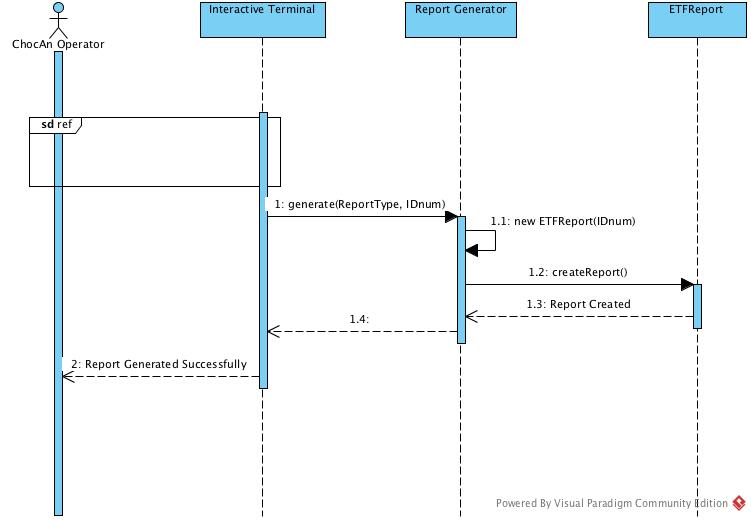 Interactive Terminal
Report Generator
ETFReport
ChocAn Operator
sd ref
1: generate(ReportType, IDnum)
1.1: new ETFReport(IDnum)
1.2: createReport()
1.3: Report Created
1.4:
2: Report Generated Successfully
Powered By Visual Paradigm Community Edition